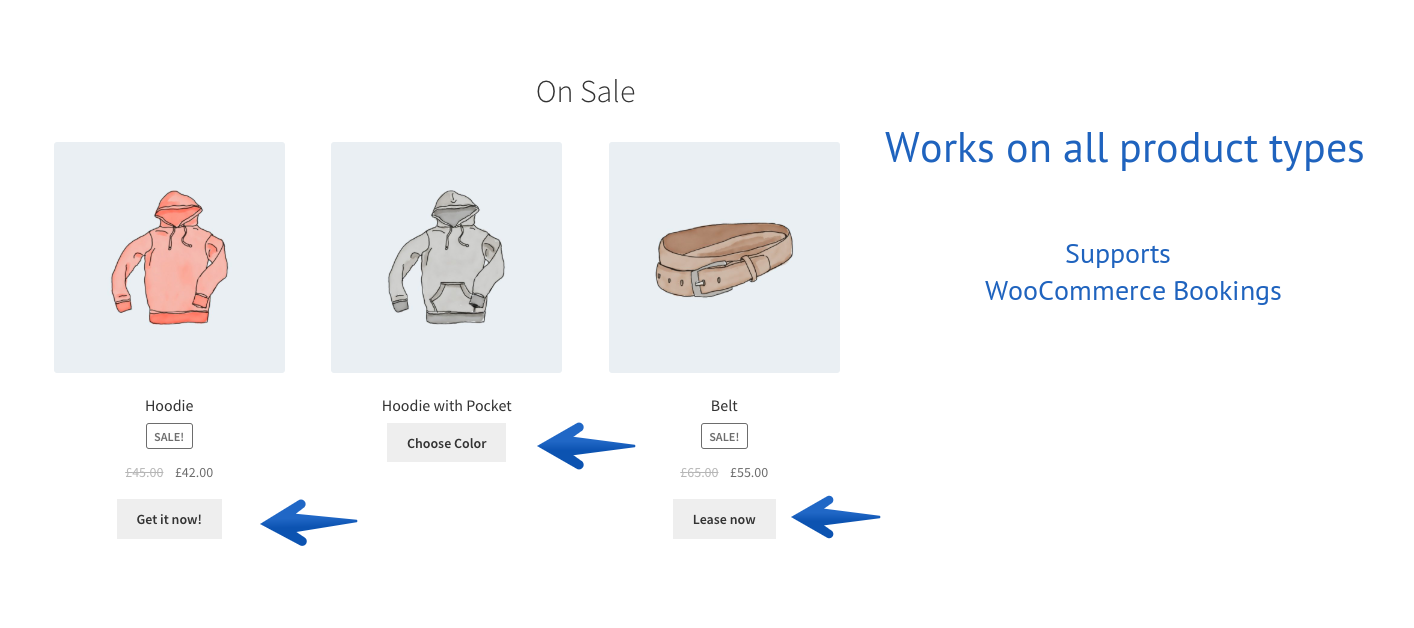 On Sale
Works on all product types
Supports
WooCommerce Bookings
Hoodie
SALE!
£45.00 £42.00
Get it now!
Hoodie with Pocket
Choose Color
Belt
SALE!
£65.00 £55.00
Lease now